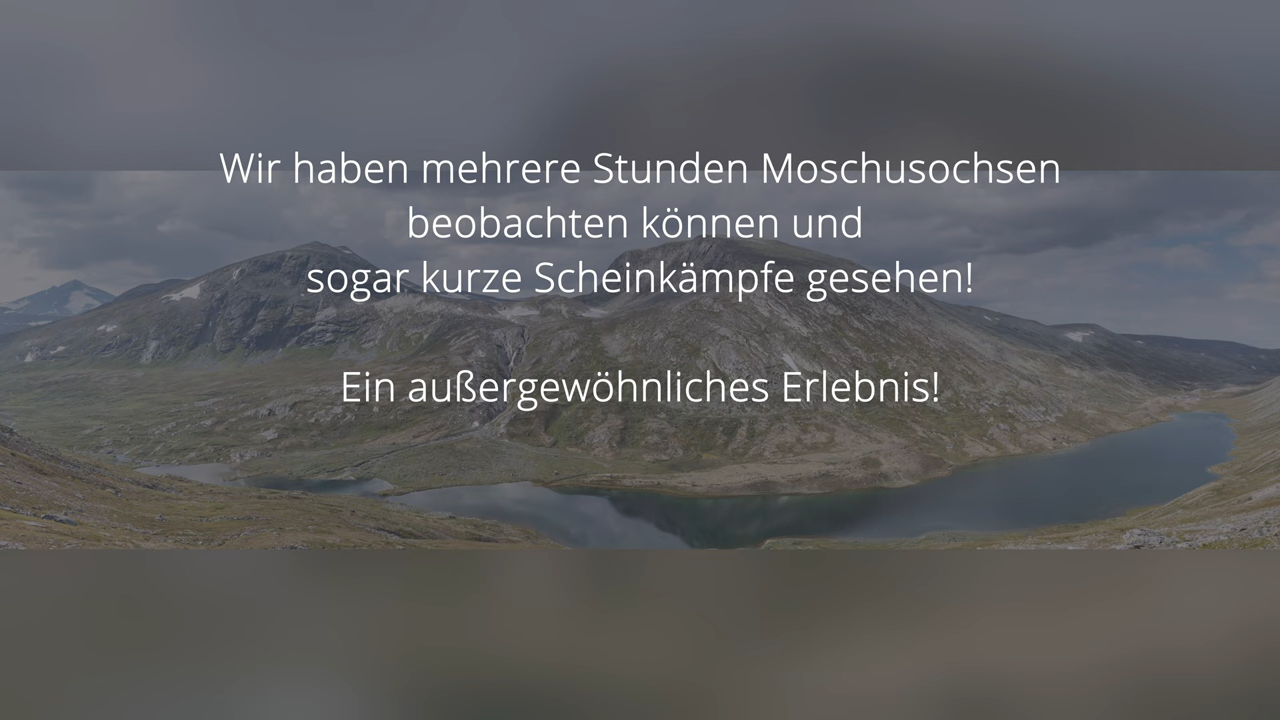 Wir haben mehrere Stunden Moschusochsen
beobachten können und
sogar kurze Scheinkämpfe gesehen!
Ein außergewöhnliches Erlebnis!